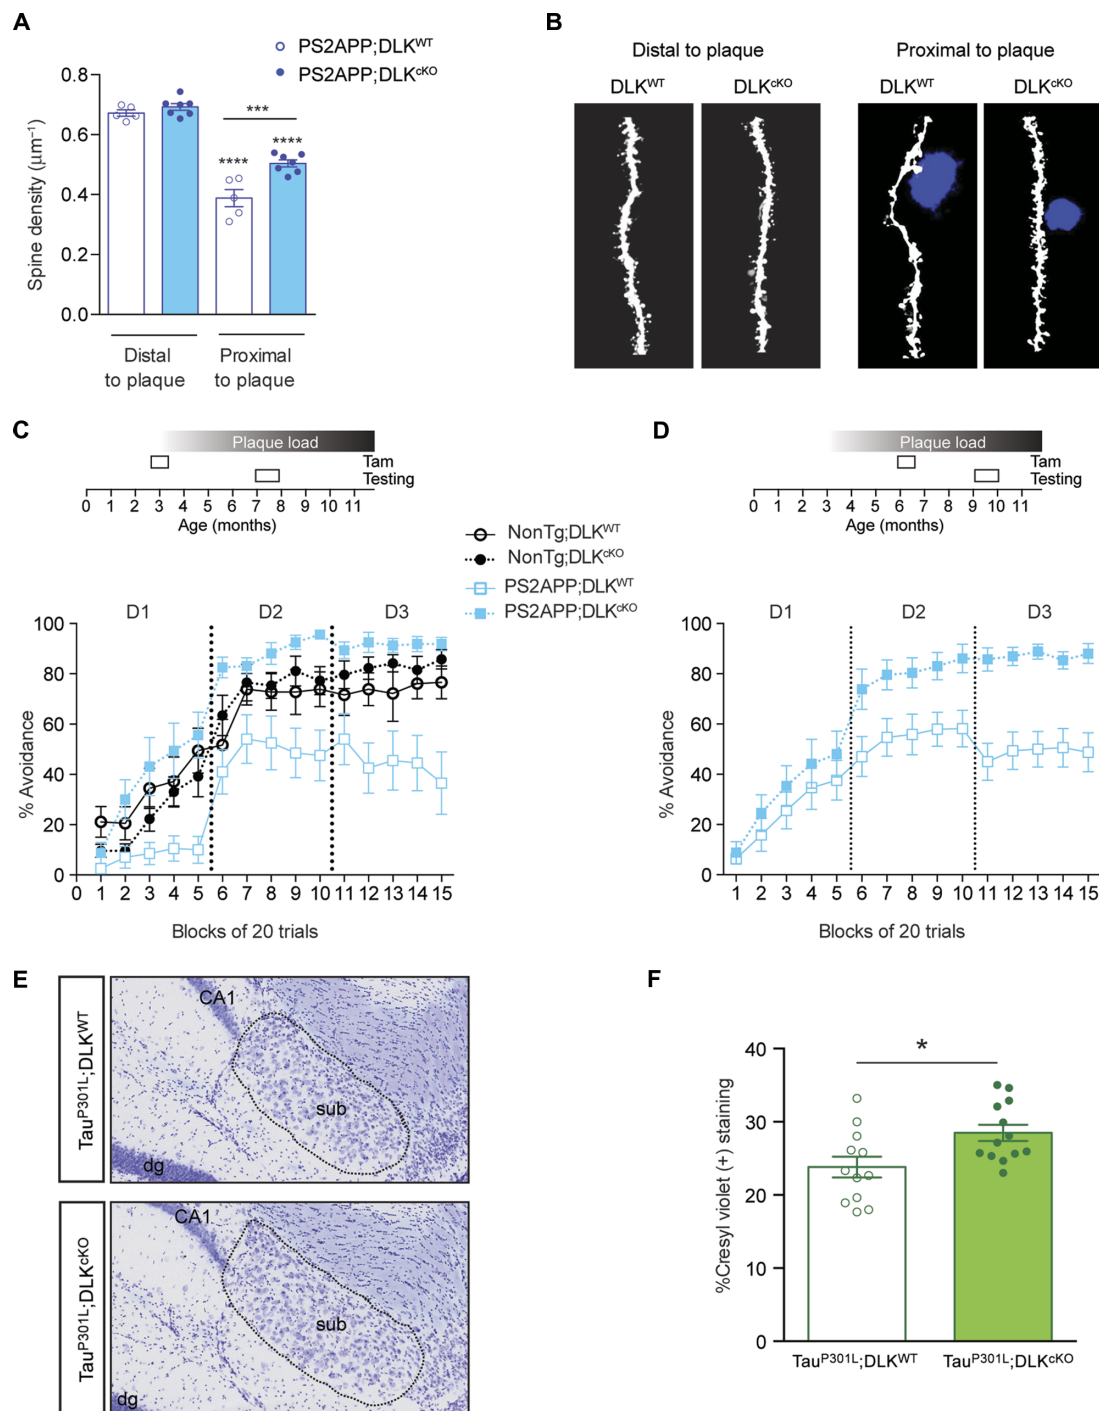 A
PS2APP;DLKWT
PS2APP;DLKcKO
Spine density (µm−1)
0.8
0.6
0.4
0.2
0.0
***
****
****
Distal
to plaque
Proximal
to plaque
B
Distal to plaque
Proximal to plaque
DLKWT
DLKcKO
DLKWT
DLKcKO
C
Plaque load
Tam
Testing
0 1 2 3 4 5 6 7 8 9 10 11
Age (months)
D
Plaque load
Tam
Testing
0 1 2 3 4 5 6 7 8 9 10 11
Age (months)
NonTg;DLKWT
NonTg;DLKcKO
PS2APP;DLKWT
PS2APP;DLKcKO
D1 D2 D3
% Avoidance
100
80
60
40
20
0
0 1 2 3 4 5 6 7 8 9 10 11 12 13 14 15
Blocks of 20 trials
D1 D2 D3
% Avoidance
100
80
60
40
20
0
1 2 3 4 5 6 7 8 9 10 11 12 13 14 15
Blocks of 20 trials
E
TauP301L;DLKWT
CA1
sub
dg
TauP301L;DLKcKO
CA1
sub
dg
F
%Cresyl violet (+) staining
40
30
20
10
0
*
TauP301L;DLKWT
TauP301L;DLKcKO